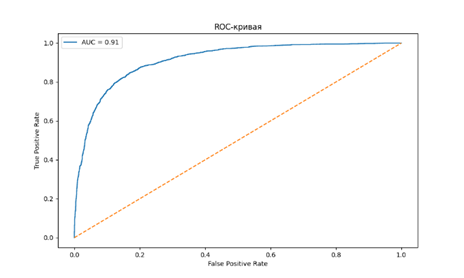 ROC-кривая
AUC = 0.91
True Positive Rate
1.0
0.8
0.6
0.4
0.2
0.0
0.0 0.2 0.4 0.6 0.8 1.0
False Positive Rate